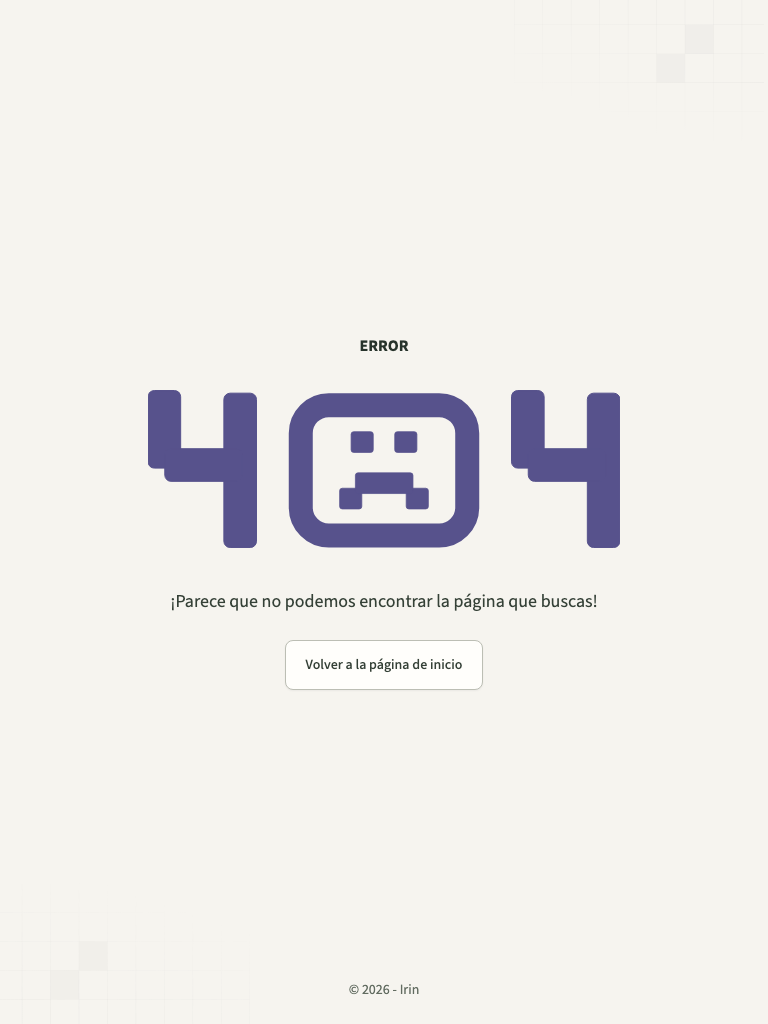 ERROR
404
¡Parece que no podemos encontrar la página que buscas!
Volver a la página de inicio
© 2026 - Irin